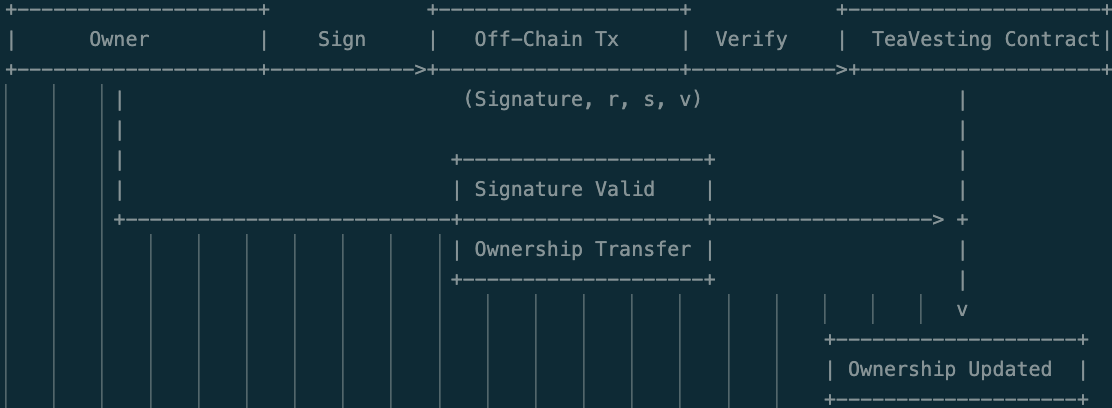 Owner Sign Off-Chain Tx Verify TeaVesting Contract
(Signature, r, s, v)
Signature Valid
Ownership Transfer
v
Ownership Updated